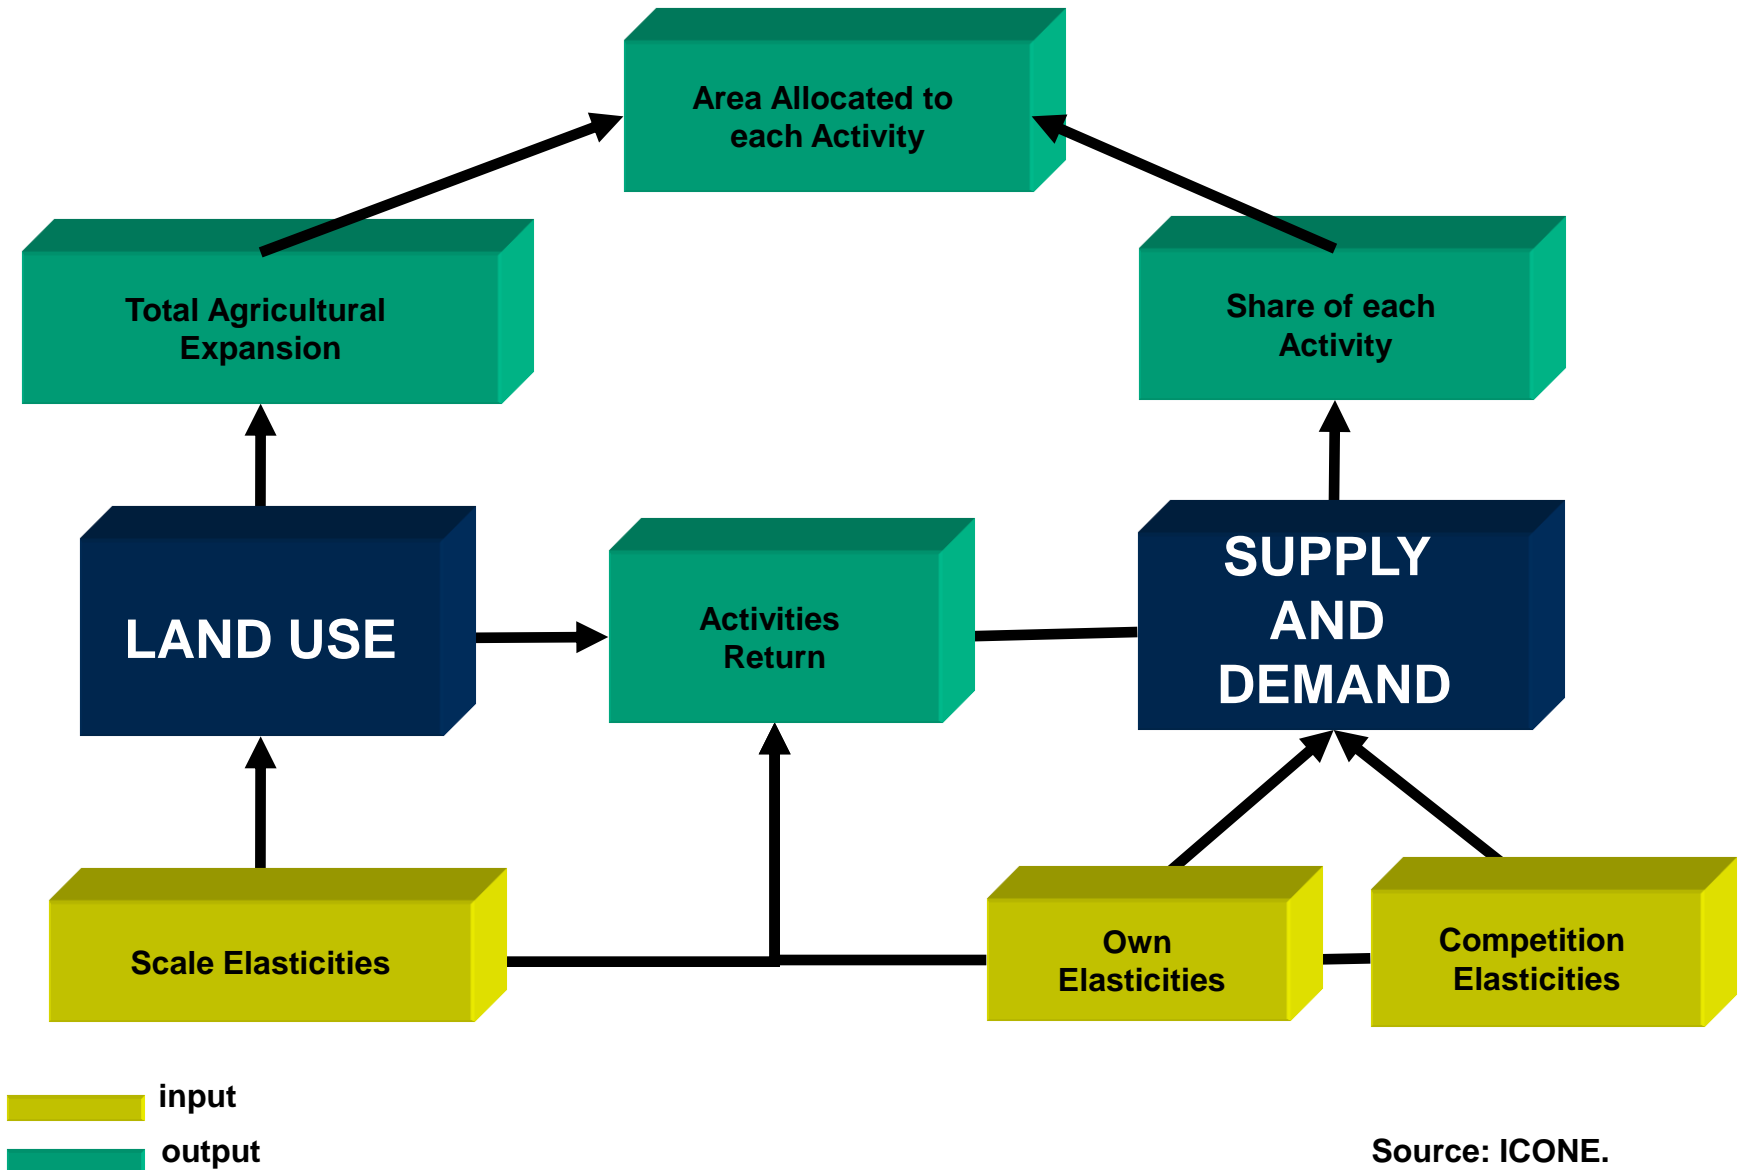 Area Allocated to
each Activity
Total Agricultural
Expansion
Share of each
Activity
LAND USE
Activities
Return
SUPPLY
AND
DEMAND
Scale Elasticities
Own
Elasticities
Competition
Elasticities
input
output
Source: ICONE.